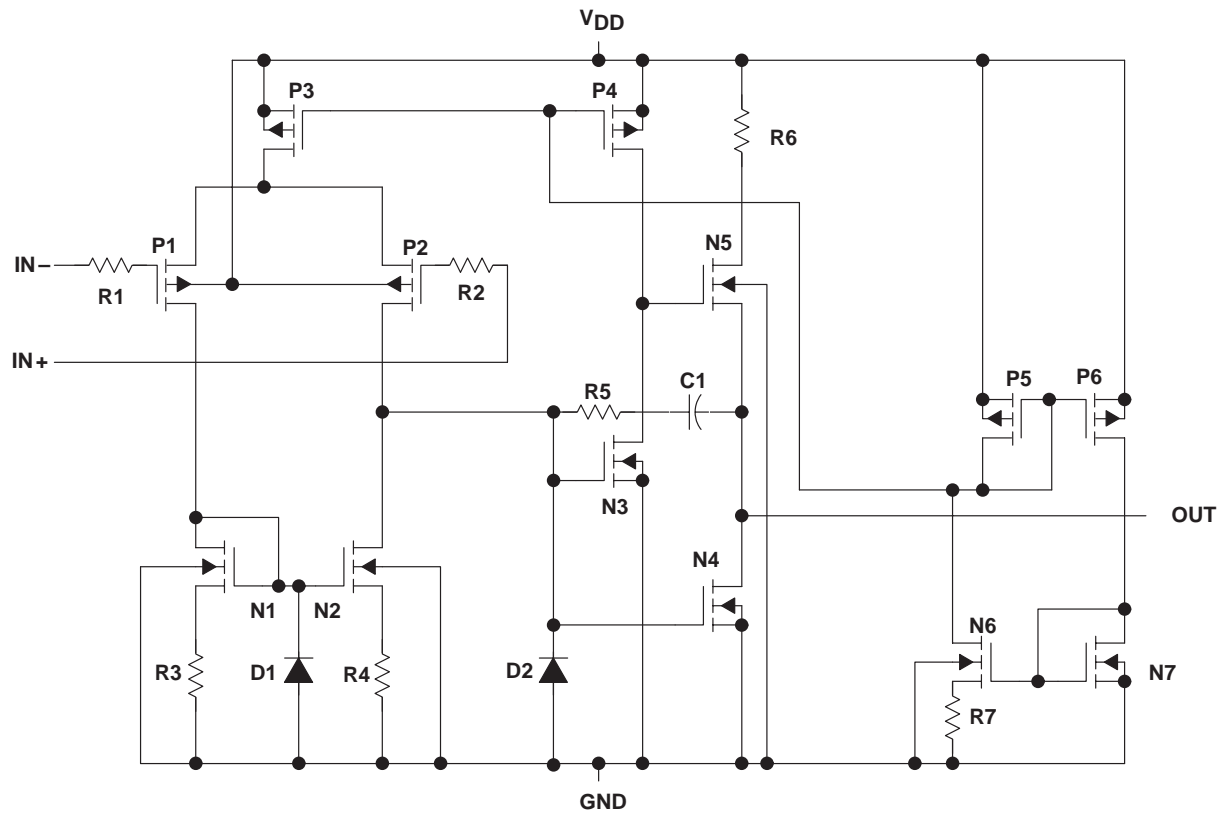 VDD
P3
P4
R6
P1
P2
N5
IN−
R1
R2
IN+
R5
C1
P5
P6
N3
OUT
N4
N1
N2
N6
R3
D1
R4
D2
N7
R7
GND